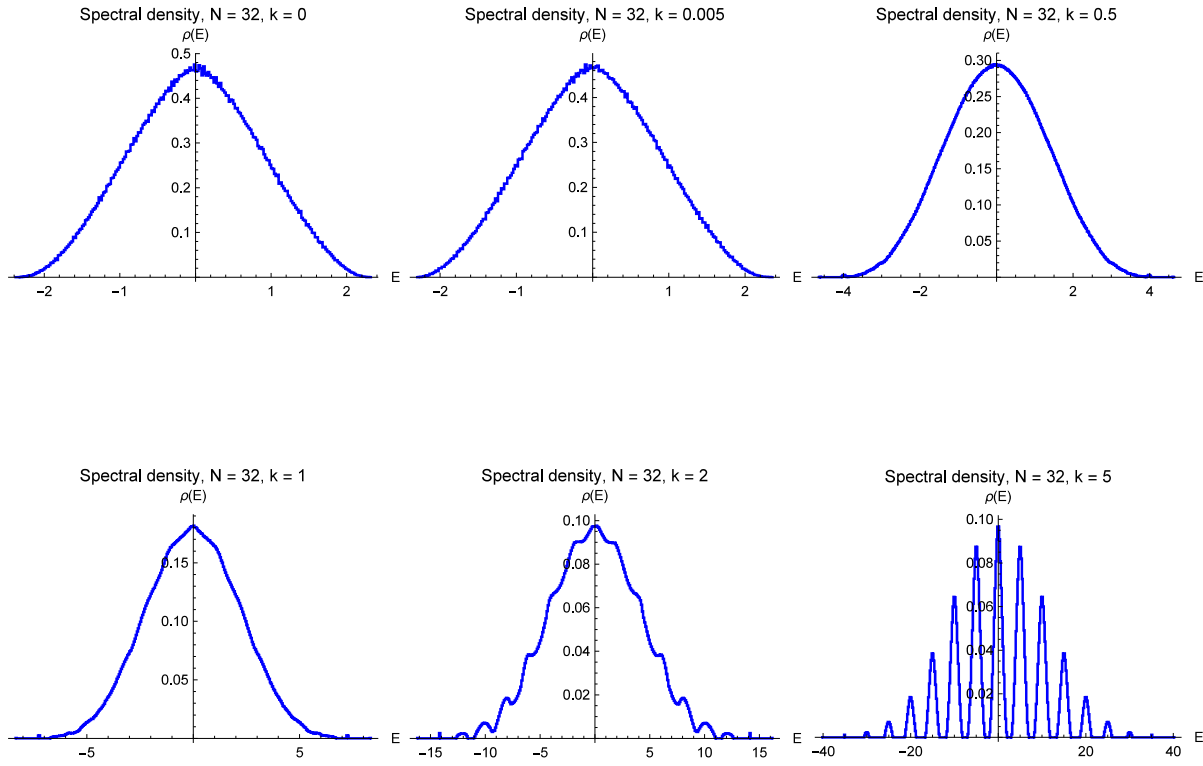 Spectral density, N = 32, k = 0
ρ(E)
0.5
0.4
0.3
0.2
0.1
−2 −1 1 2 E
Spectral density, N = 32, k = 0.005
ρ(E)
0.4
0.3
0.2
0.1
−2 −1 1 2 E
Spectral density, N = 32, k = 0.5
ρ(E)
0.30
0.25
0.20
0.15
0.10
0.05
−4 −2 2 4 E
Spectral density, N = 32, k = 1
ρ(E)
0.15
0.10
0.05
−5 5 E
Spectral density, N = 32, k = 2
ρ(E)
0.10
0.08
0.06
0.04
0.02
−15 −10 −5 5 10 15 E
Spectral density, N = 32, k = 5
ρ(E)
0.10
0.08
0.06
0.04
0.02
−40 −20 20 40 E